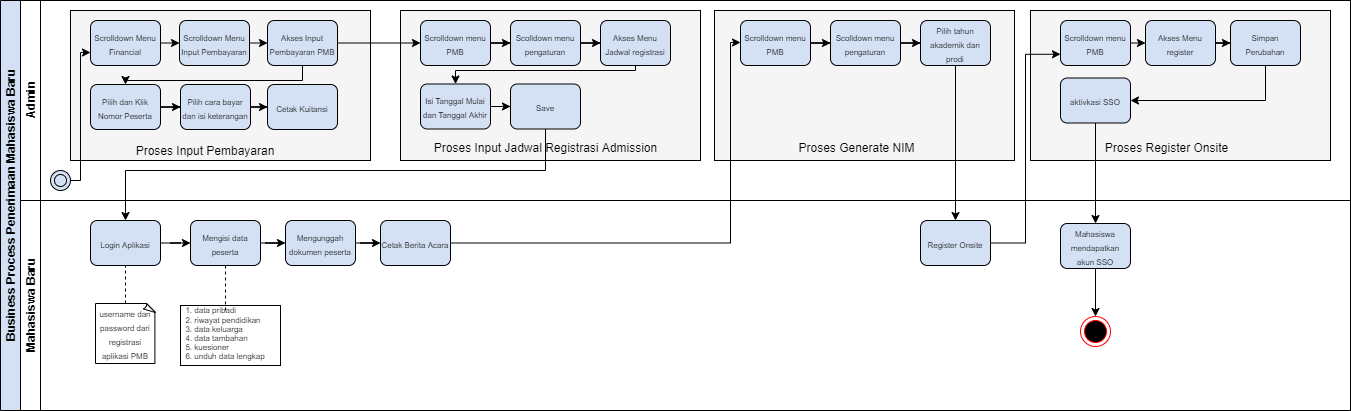 Business Process Penerimaan Mahasiswa Baru
Admin
Scrolldown Menu
Financial
Scrolldown Menu
Input Pembayaran
Akses Input
Pembayaran PMB
Pilih dan Klik
Nomor Peserta
Pilih cara bayar
dan isi keterangan
Cetak Kuitansi
Proses Input Pembayaran
Scrolldown menu
PMB
Scolldown menu
pengaturan
Akses Menu
Jadwal registrasi
Isi Tanggal Mulai
dan Tanggal Akhir
Save
Proses Input Jadwal Registrasi Admission
Scrolldown menu
PMB
Scolldown menu
pengaturan
Pilih tahun
akademik dan
prodi
Proses Generate NIM
Scrolldown menu
PMB
Akses Menu
register
Simpan
Perubahan
aktivkasi SSO
Proses Register Onsite
Mahasiswa Baru
Login Aplikasi
Mengisi data
peserta
Mengunggah
dokumen peserta
Cetak Berita Acara
Register Onsite
Mahasiswa
mendapatkan
akun SSO
username dan
password dari
registrasi
aplikasi PMB
1. data pribadi
2. riwayat pendidikan
3. data keluarga
4. data tambahan
5. kuesioner
6. unduh data lengkap